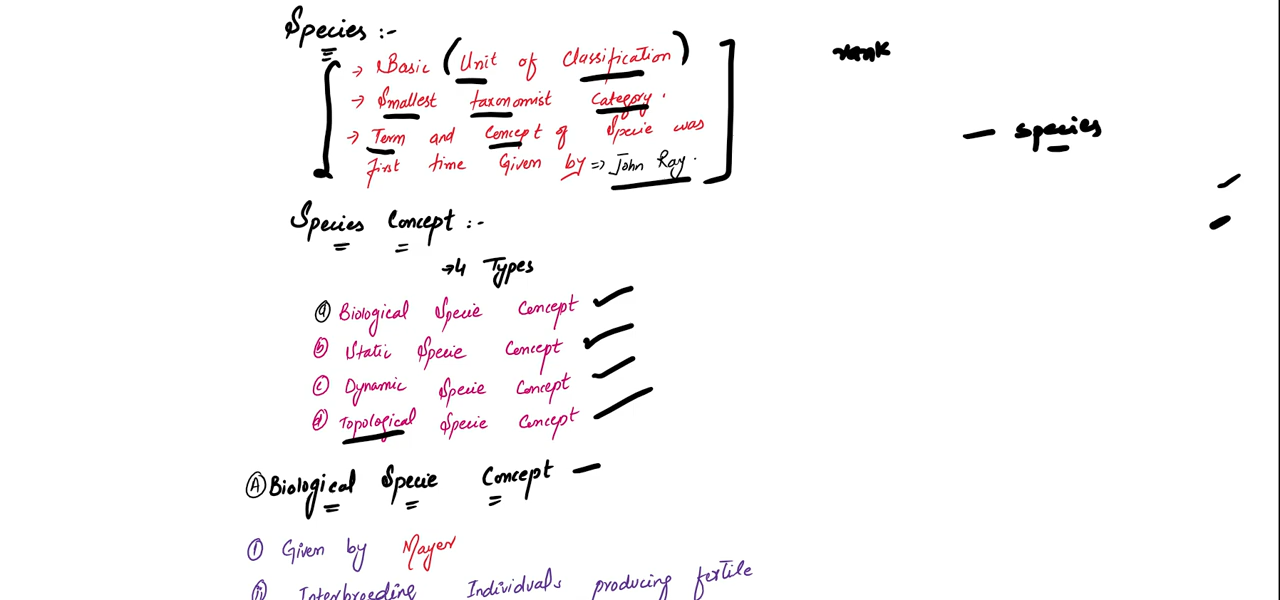 Species :-
→ Basic (Unit of Classification)
rank
→ Smallest taxonomist Category.
— species
→ Term and Concept of Specie was
first time Given by => John Ray.
Species Concept :-
→ 4 Types
(a) Biological Specie Concept
(b) Static Specie Concept
(c) Dynamic Specie Concept
(d) Topological Specie Concept
(A) Biological Specie Concept —
(i) Given by Mayer
(ii) Interbreeding Individuals producing fertile